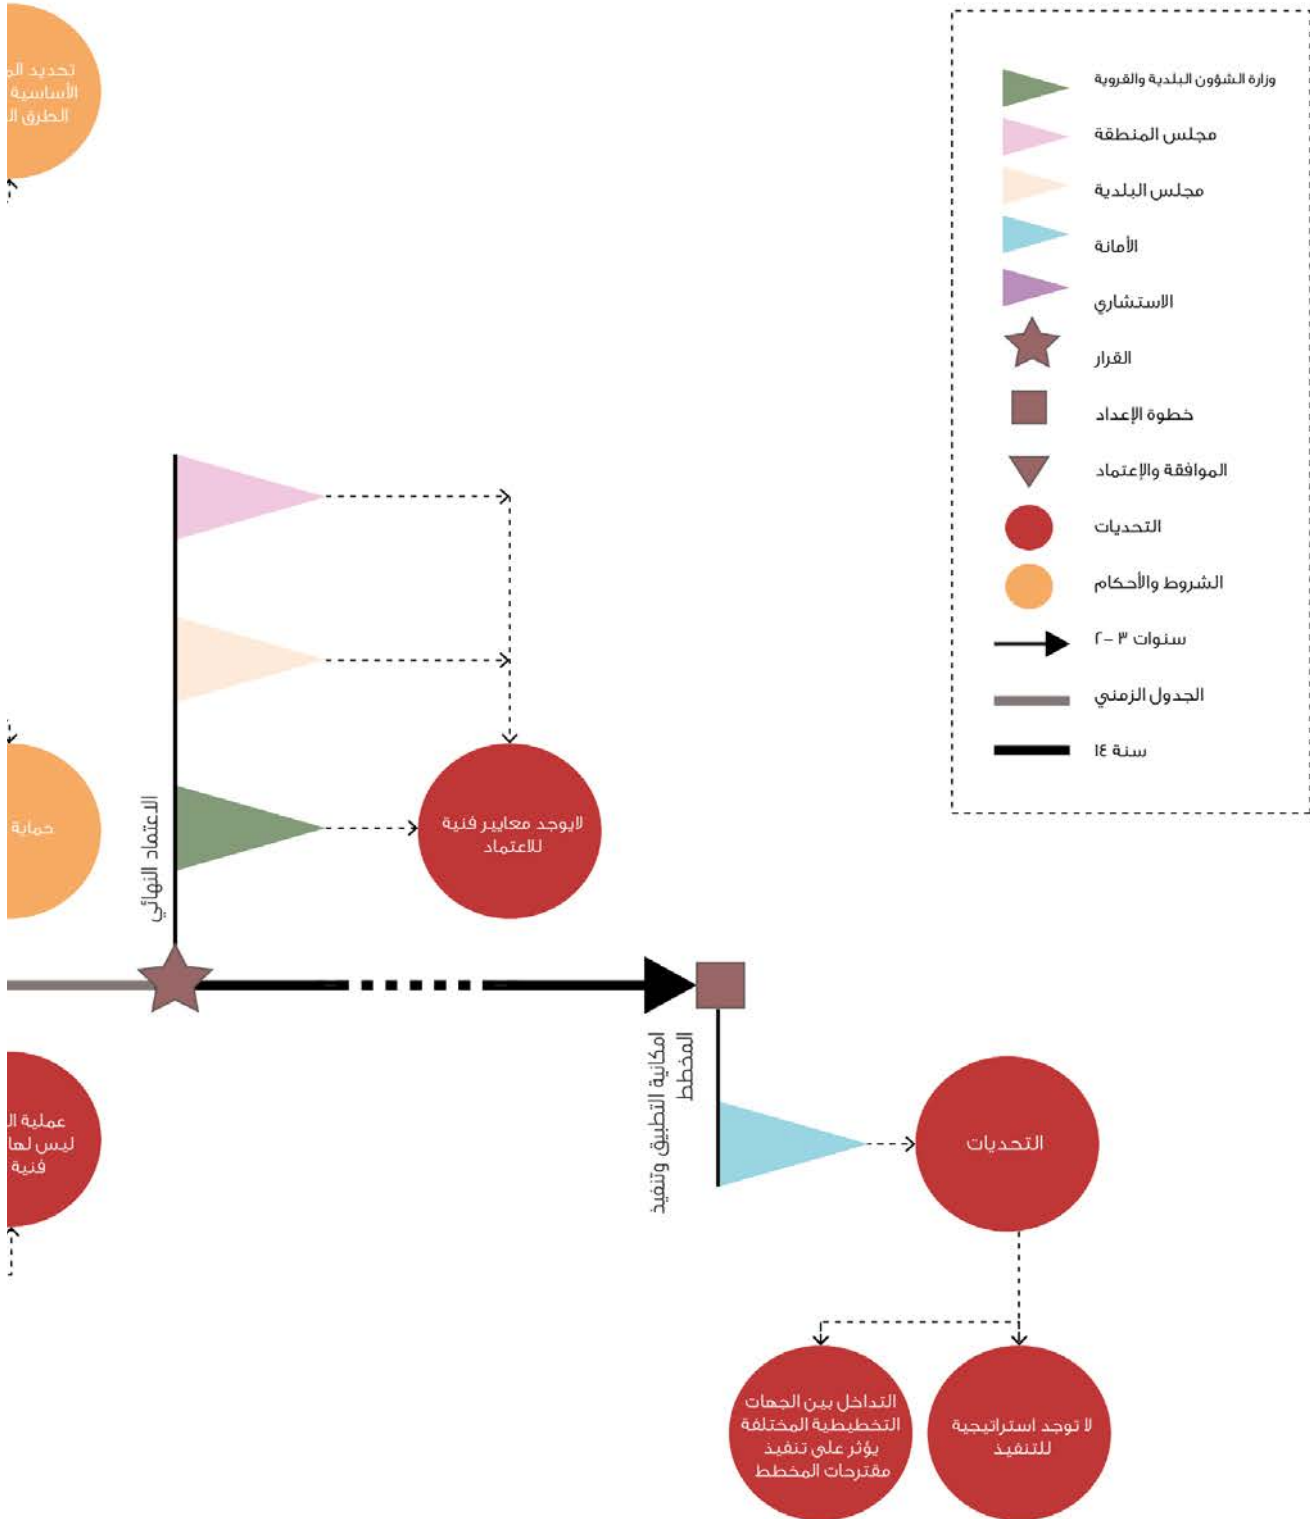 وزارة الشؤون البلدية والقروية
مجلس المنطقة
مجلس البلدية
الأمانة
الاستشاري
القرار
خطوة الإعداد
الموافقة والإعتماد
التحديات
الشروط والأحكام
سنوات ٣ -٢
الجدول الزمني
سنة ١٤
تحديد
الأساسية
الطرق
حماية
الاعتماد النهائي
لايوجد معايير فنية
للاعتماد
امكانية التطبيق وتنفيذ
المخطط
عملية
ليس لها
فنية
التحديات
لا توجد استراتيجية
للتنفيذ
التداخل بين الجهات
التخطيطية المختلفة
يؤثر على تنفيذ
مقترحات المخطط